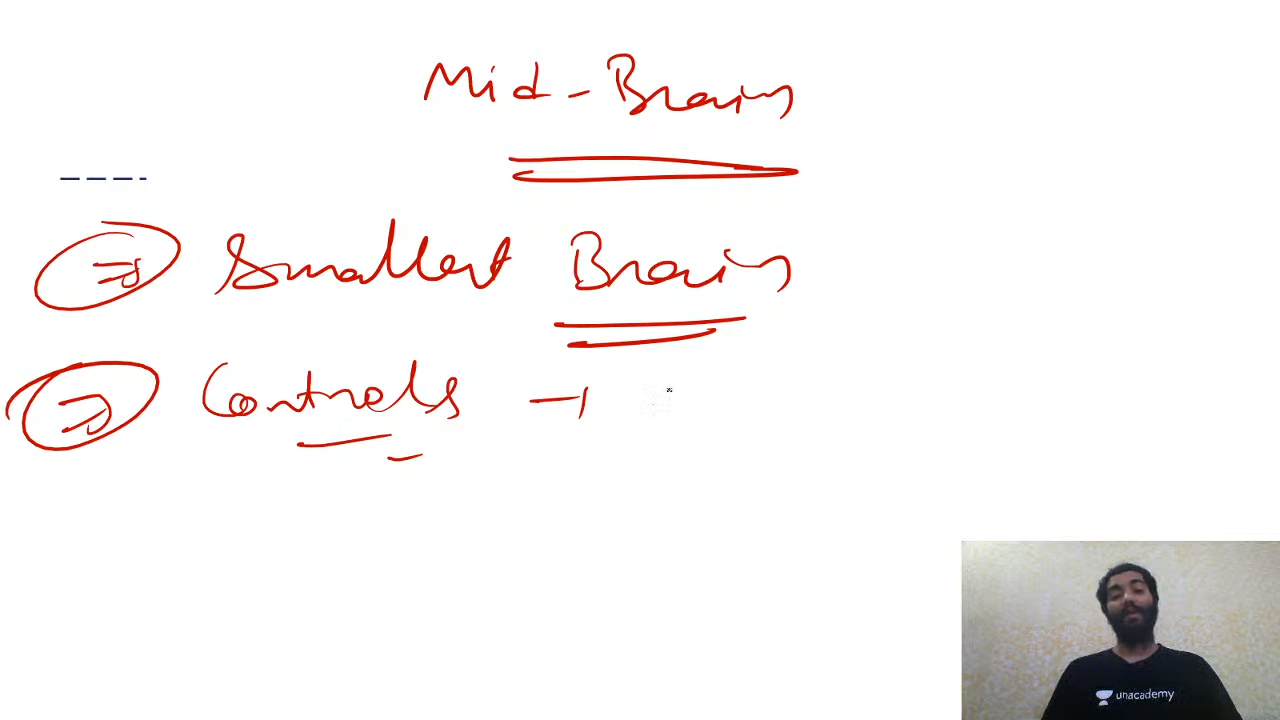 Mid-Brain
⇒ Smallest Brain
⇒ Controls →
unacademy